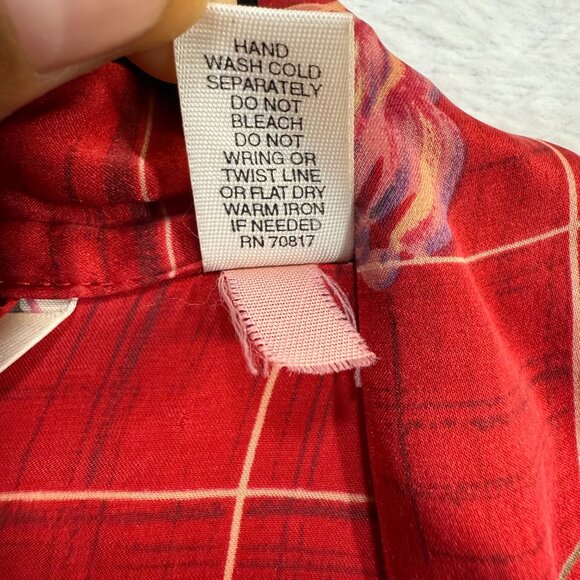 HAND
WASH COLD
SEPARATELY
DO NOT
BLEACH
DO NOT
WRING OR
TWIST LINE
OR FLAT DRY
WARM IRON
IF NEEDED
RN 70817